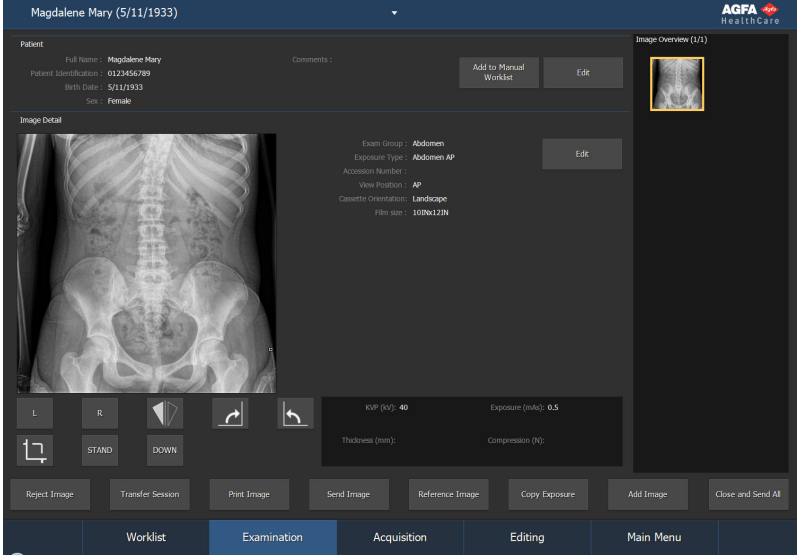 Magdalene Mary (5/11/1933)
AGFA Agfa
HealthCare
Patient
Full Name : Magdalene Mary
Patient Identification : 0123456789
Birth Date : 5/11/1933
Sex : Female
Comments :
Add to Manual
Worklist
Edit
Image Overview (1/1)
Image Detail
Exam Group : Abdomen
Exposure Type : Abdomen AP
Accession Number :
View Position : AP
Cassette Orientation: Landscape
Film size : 10INx12IN
Edit
L
R
STAND
DOWN
KVP (kV): 40
Exposure (mAs): 0.5
Thickness (mm):
Compression (N):
Reject Image
Transfer Session
Print Image
Send Image
Reference Image
Copy Exposure
Add Image
Close and Send All
Worklist
Examination
Acquisition
Editing
Main Menu